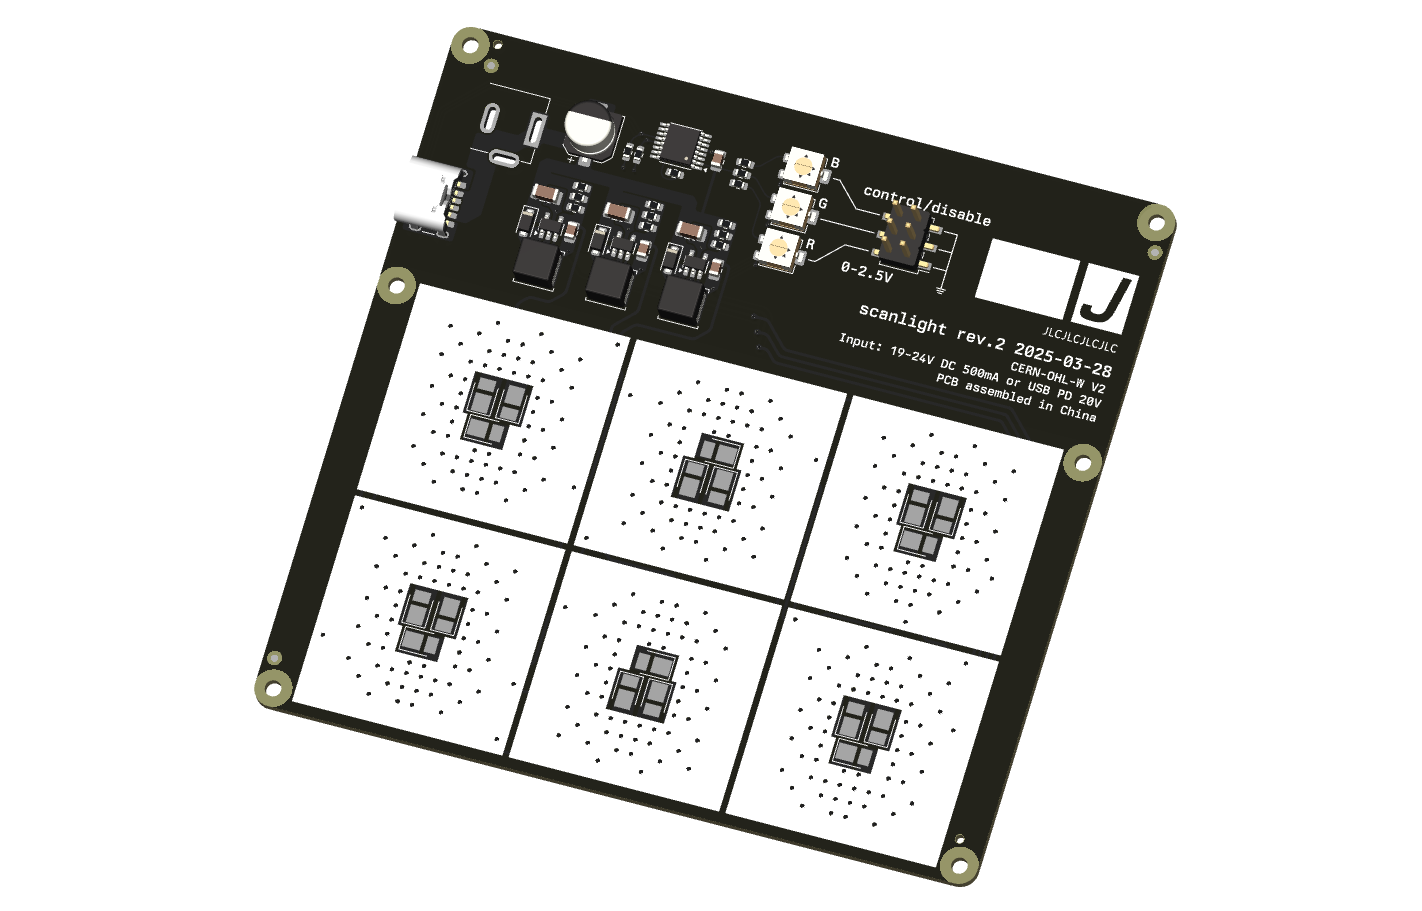 B
G
R
control/disable
0-2.5V
J
JLCJLCJLCJLC
scanlight rev.2 2025-03-28
CERN-OHL-W V2
Input: 19-24V DC 500mA or USB PD 20V
PCB assembled in China